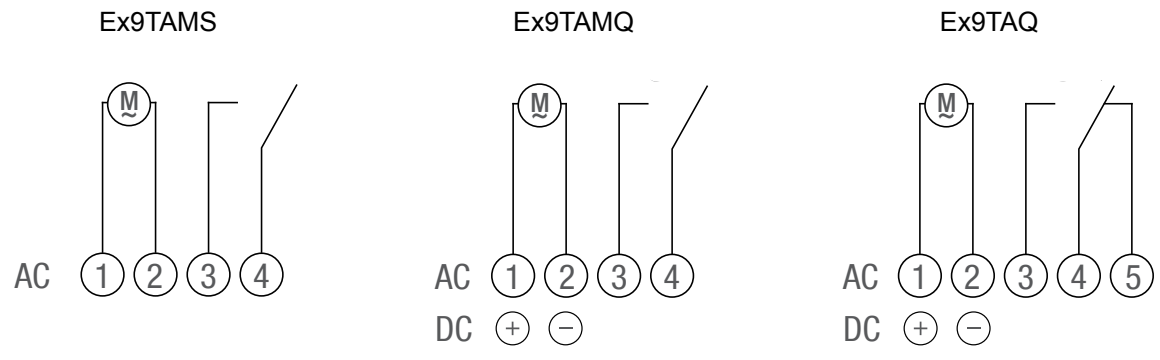 Ex9TAMS Ex9TAMQ Ex9TAQ
M ~ M ~ M ~
AC 1 2 3 4 AC 1 2 3 4 AC 1 2 3 4 5
DC + − DC + −